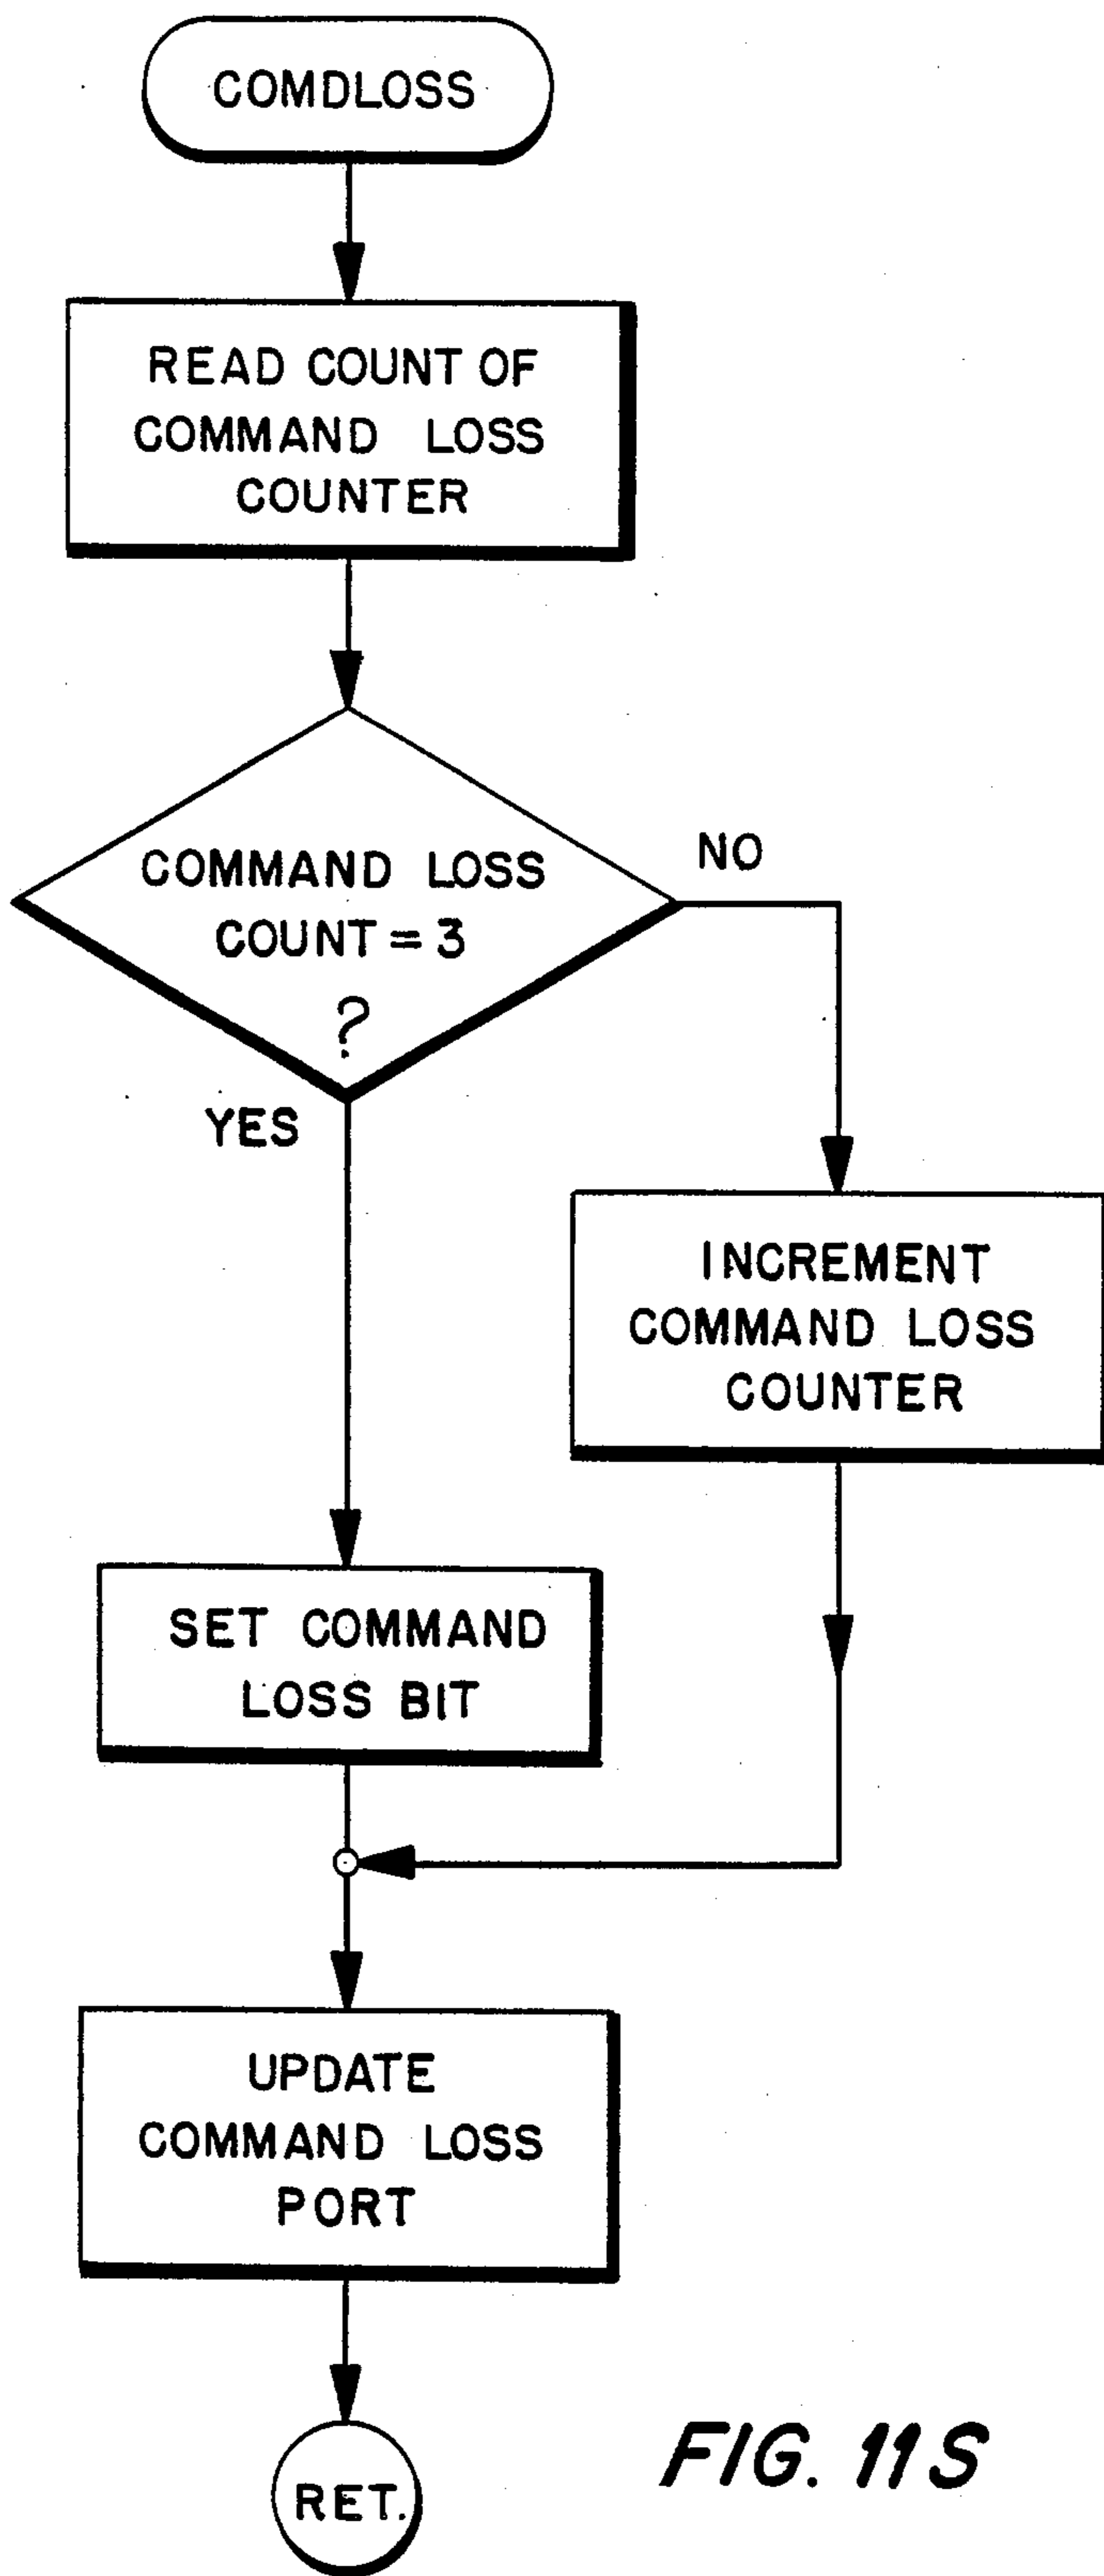 COMDLOSS
READ COUNT OF
COMMAND LOSS
COUNTER
COMMAND LOSS
COUNT = 3
?
NO
YES
INCREMENT
COMMAND LOSS
COUNTER
SET COMMAND
LOSS BIT
UPDATE
COMMAND LOSS
PORT
RET.
FIG. 11S